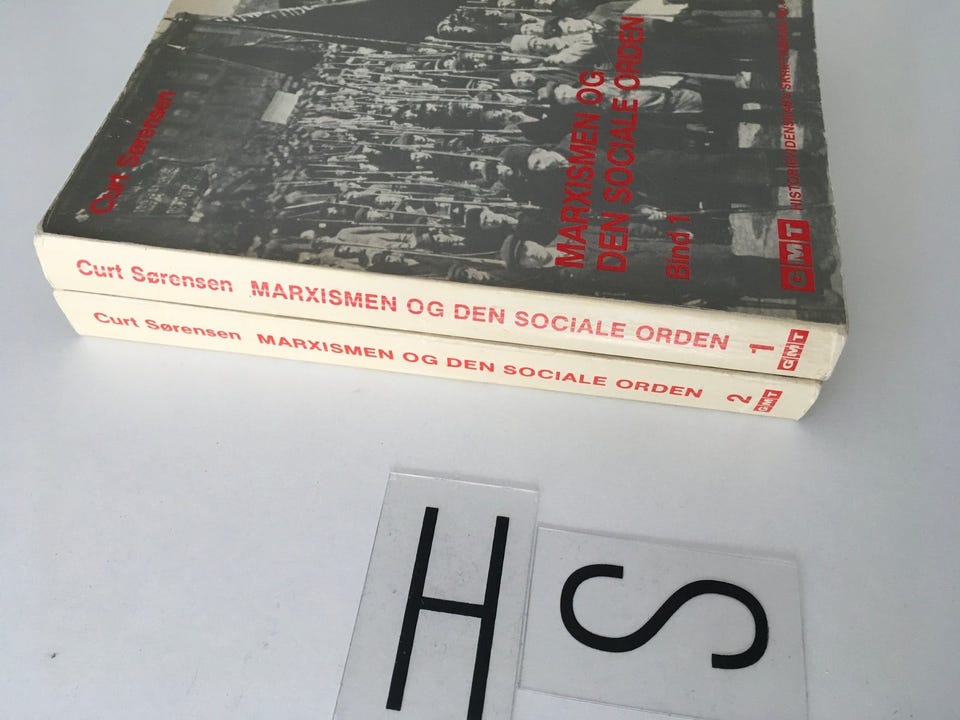 Curt Sørensen
MARXISMEN OG
DEN SOCIALE ORDEN
Bind 1
GMT
Curt Sørensen MARXISMEN OG DEN SOCIALE ORDEN 1 GMT
Curt Sørensen MARXISMEN OG DEN SOCIALE ORDEN 2 GMT
H
S